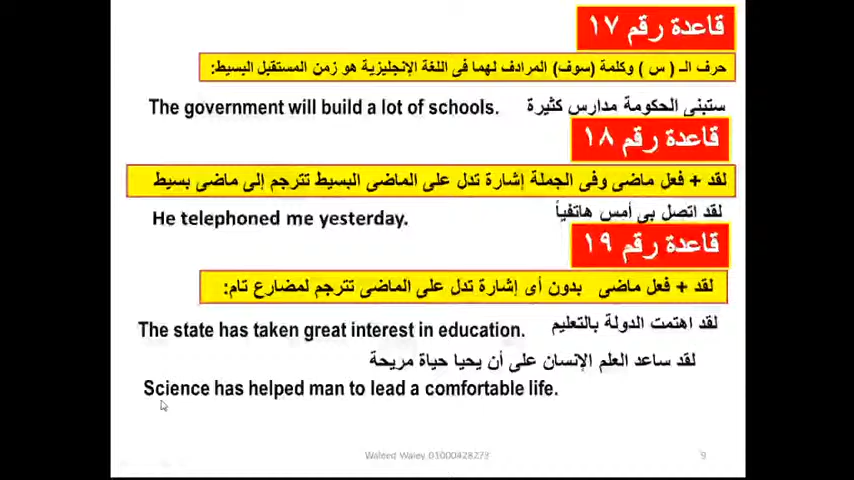 قاعدة رقم ١٧
حرف الـ ( س ) وكلمة (سوف) المرادف لهما فى اللغة الإنجليزية هو زمن المستقبل البسيط:
ستبنى الحكومة مدارس كثيرة The government will build a lot of schools.
قاعدة رقم ١٨
لقد + فعل ماضى وفى الجملة إشارة تدل على الماضى البسيط تترجم إلى ماضى بسيط
لقد اتصل بى أمس هاتفياً He telephoned me yesterday.
قاعدة رقم ١٩
لقد + فعل ماضى بدون أى إشارة تدل على الماضى تترجم لمضارع تام:
لقد اهتمت الدولة بالتعليم The state has taken great interest in education.
لقد ساعد العلم الإنسان على أن يحيا حياة مريحة
Science has helped man to lead a comfortable life.
Waleed Waley 01000428273 9